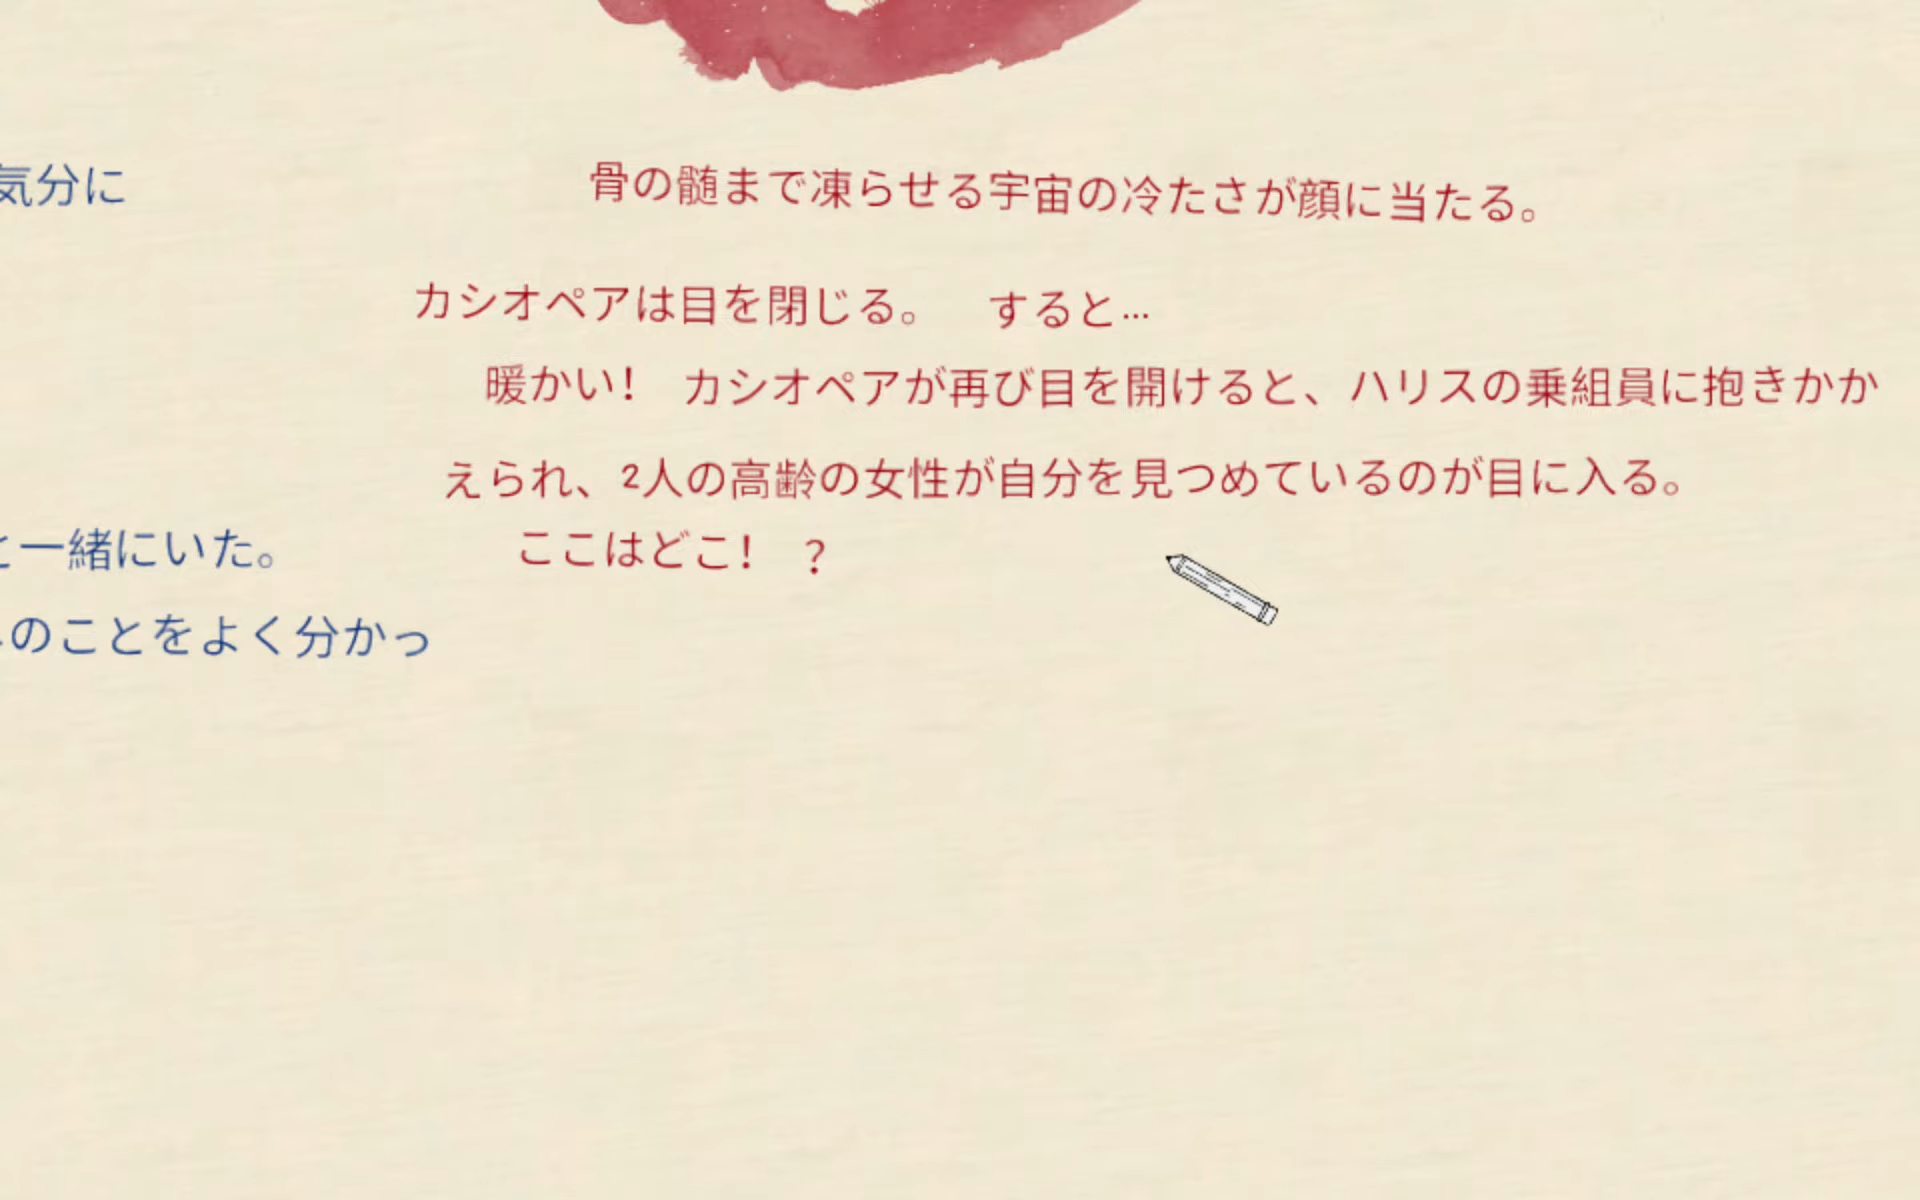 気分に
骨の髄まで凍らせる宇宙の冷たさが顔に当たる。
カシオペアは目を閉じる。 すると…
暖かい! カシオペアが再び目を開けると、ハリスの乗組員に抱きかか
えられ、2人の高齢の女性が自分を見つめているのが目に入る。
と一緒にいた。
ここはどこ! ?
のことをよく分かっ